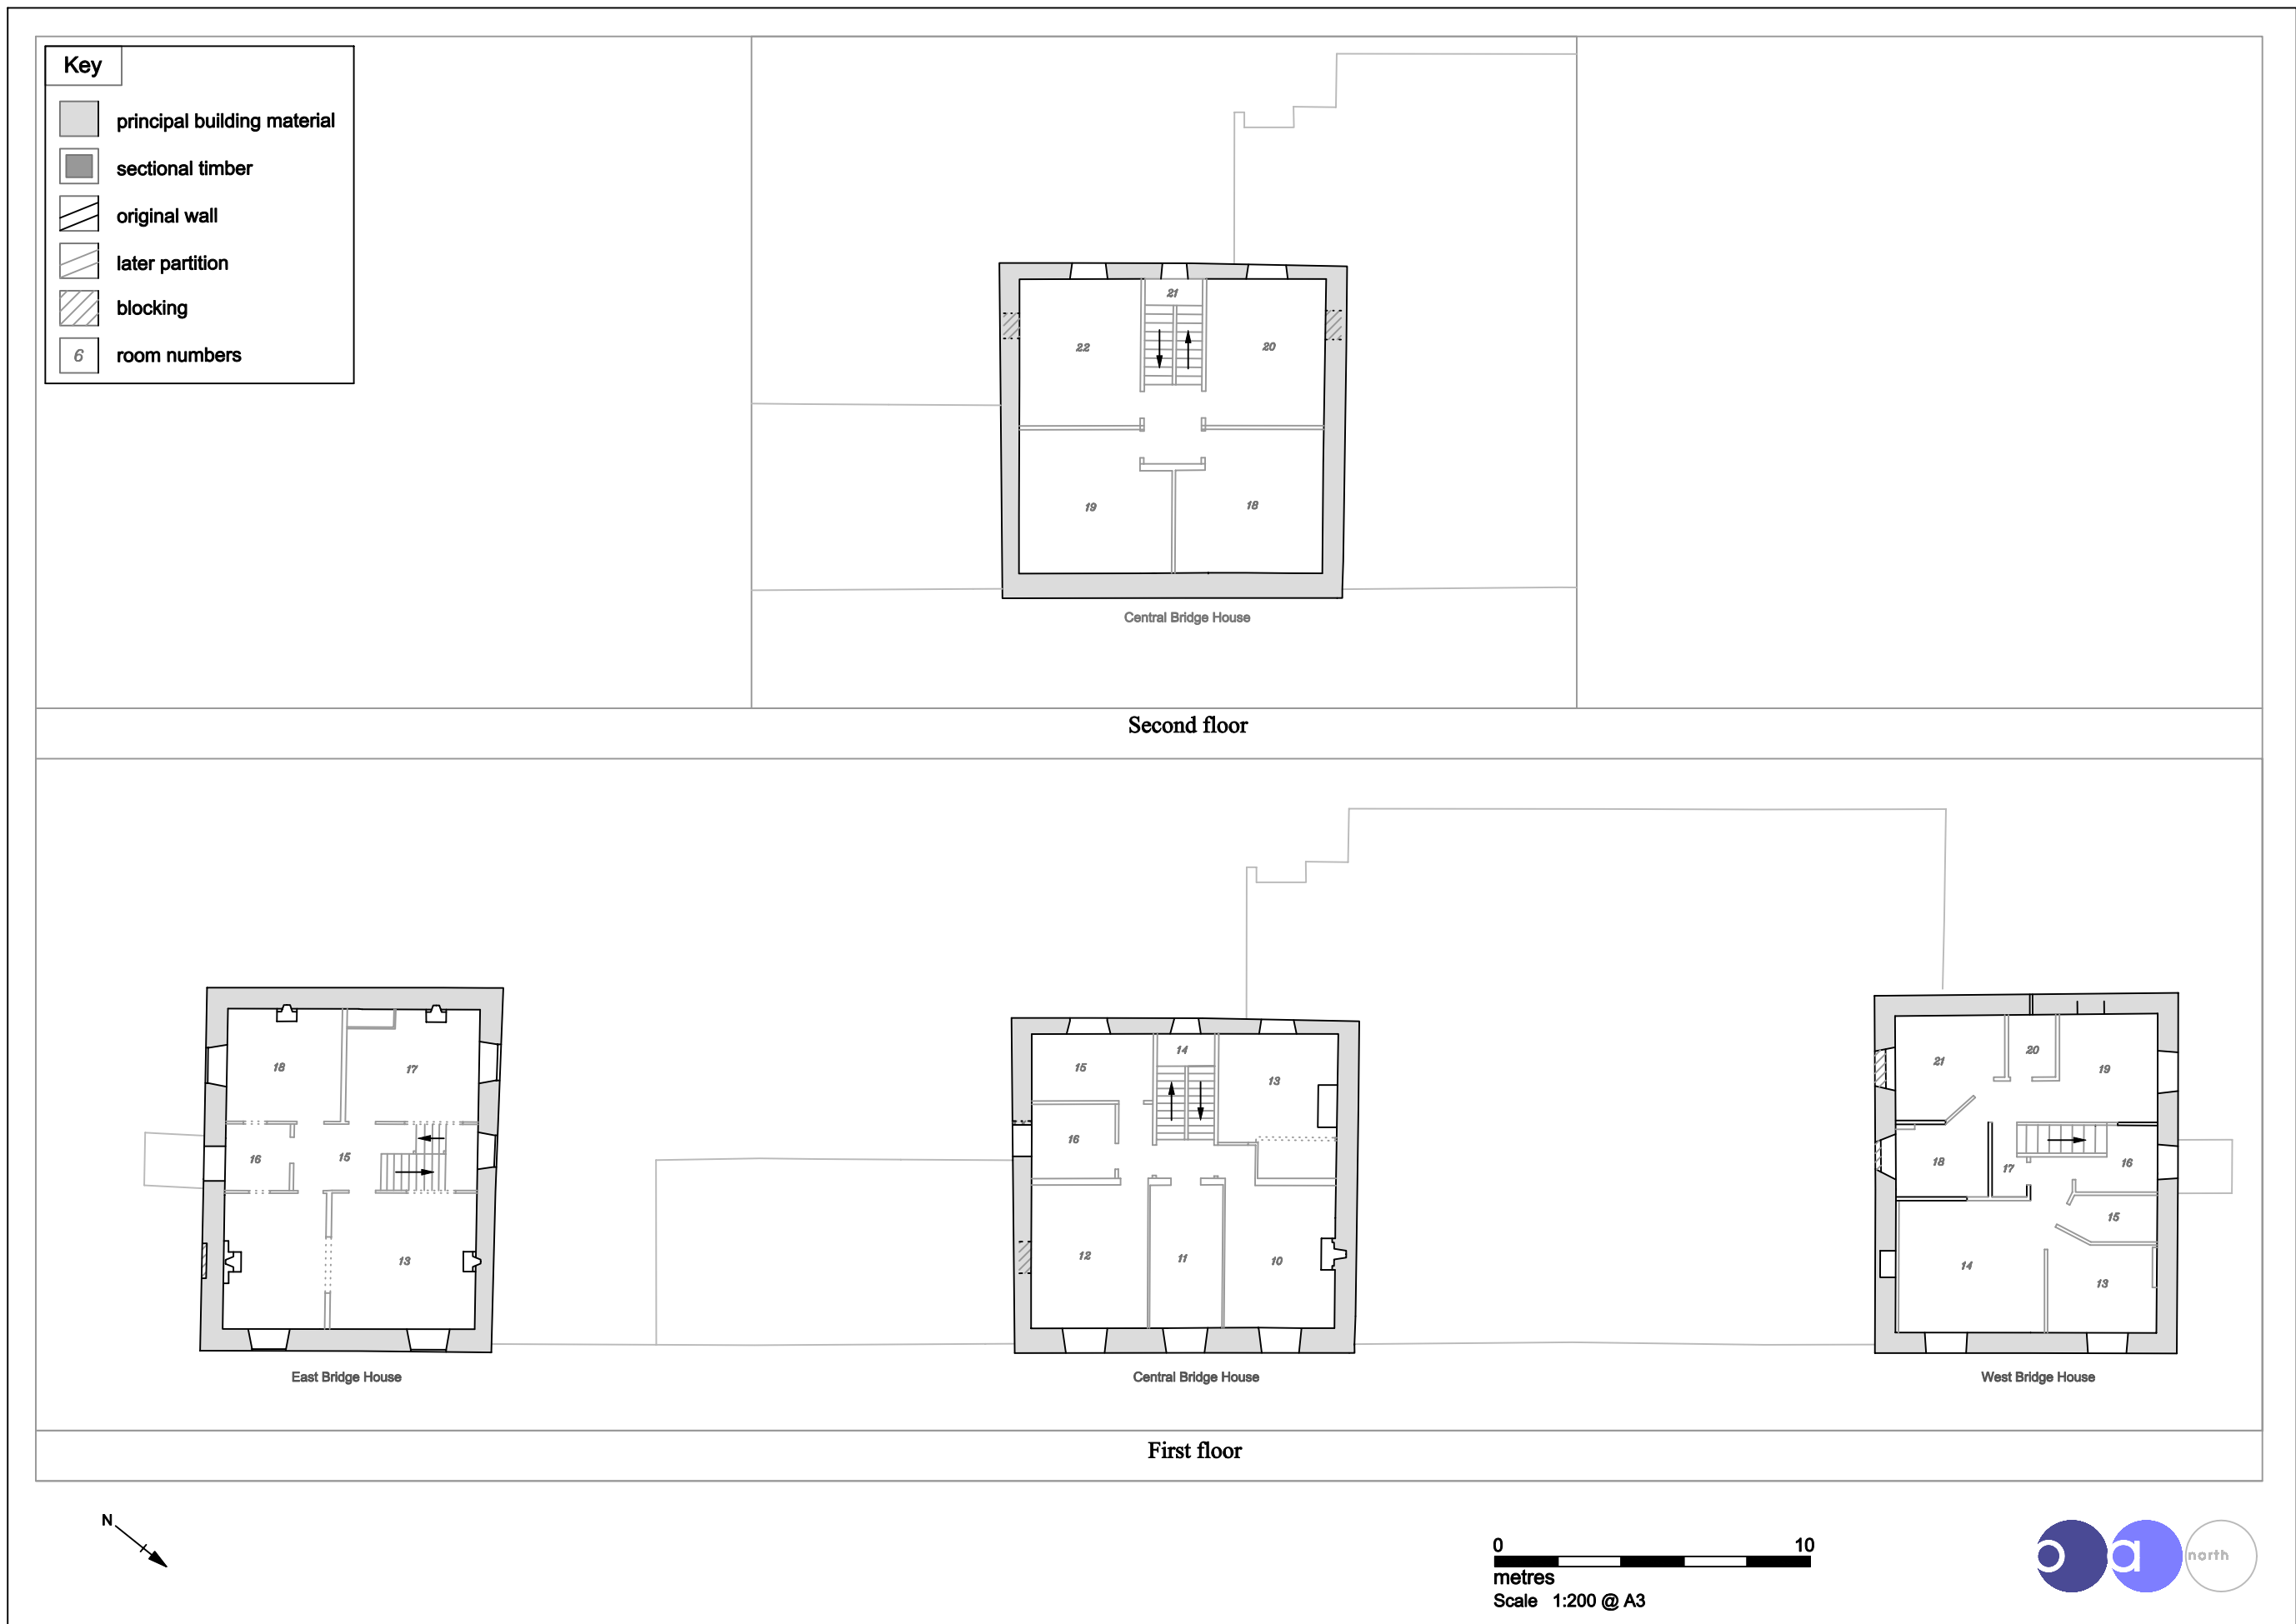 Key
principal building material
sectional timber
original wall
later partition
blocking
6 room numbers
21
22
20
19
18
Central Bridge House
Second floor
18
17
16
15
13
East Bridge House
14
15
13
16
12
11
10
Central Bridge House
21
20
19
18
17
16
15
14
13
West Bridge House
First floor
N
0 10
metres
Scale 1:200 @ A3
oa north